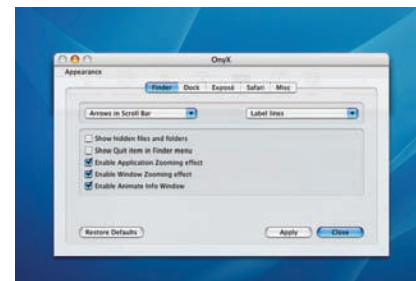 OnyX
Appearance
Finder Dock Exposé Safari Misc
Arrows in Scroll Bar Label lines
Show hidden files and folders
Show Quit item in Finder menu
Enable Application Zooming effect
Enable Window Zooming effect
Enable Animate Info Window
Restore Defaults Apply Close